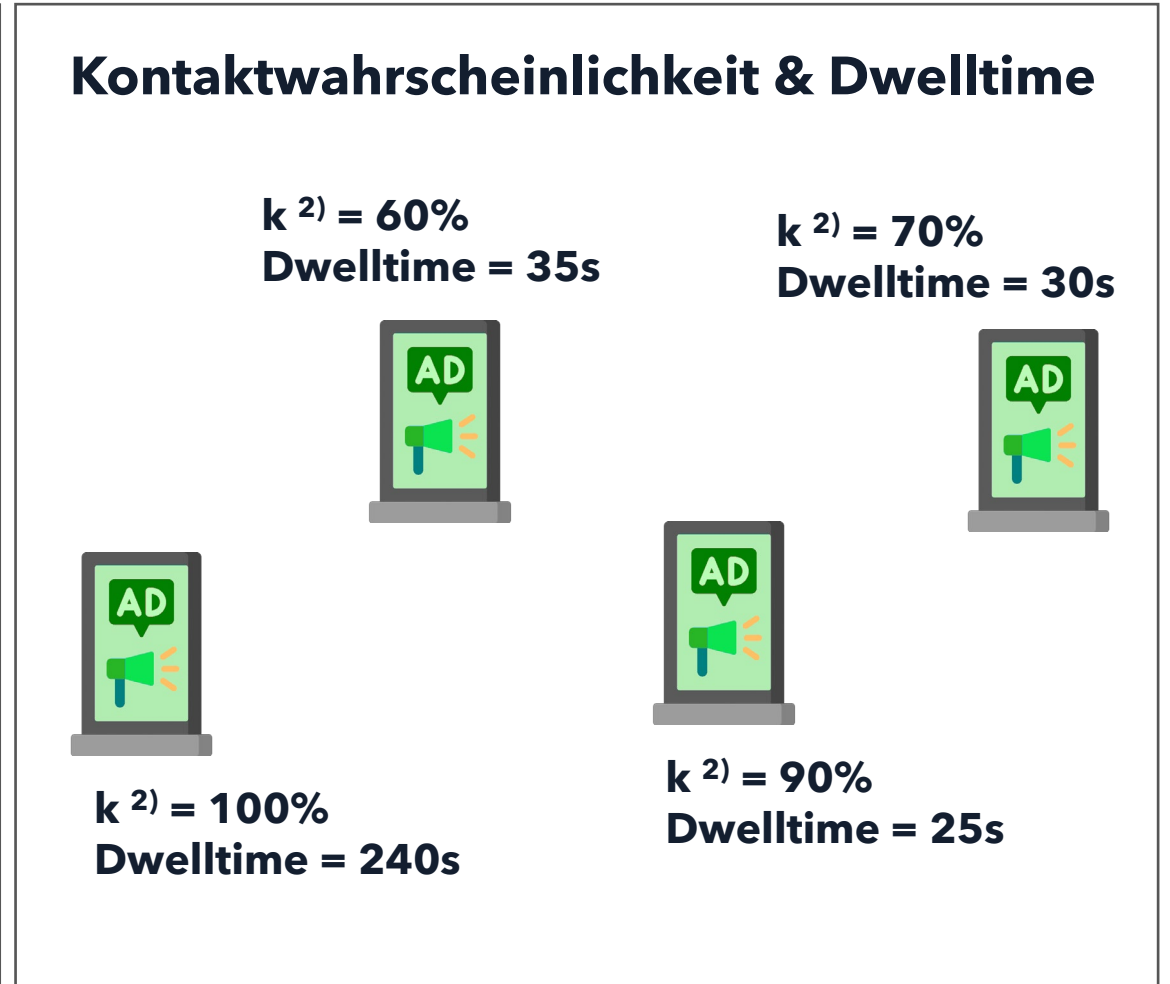 Kontaktwahrscheinlichkeit & Dwelltime
k ²⁾ = 60%
Dwelltime = 35s
k ²⁾ = 70%
Dwelltime = 30s
AD
AD
AD
AD
k ²⁾ = 100%
Dwelltime = 240s
k ²⁾ = 90%
Dwelltime = 25s